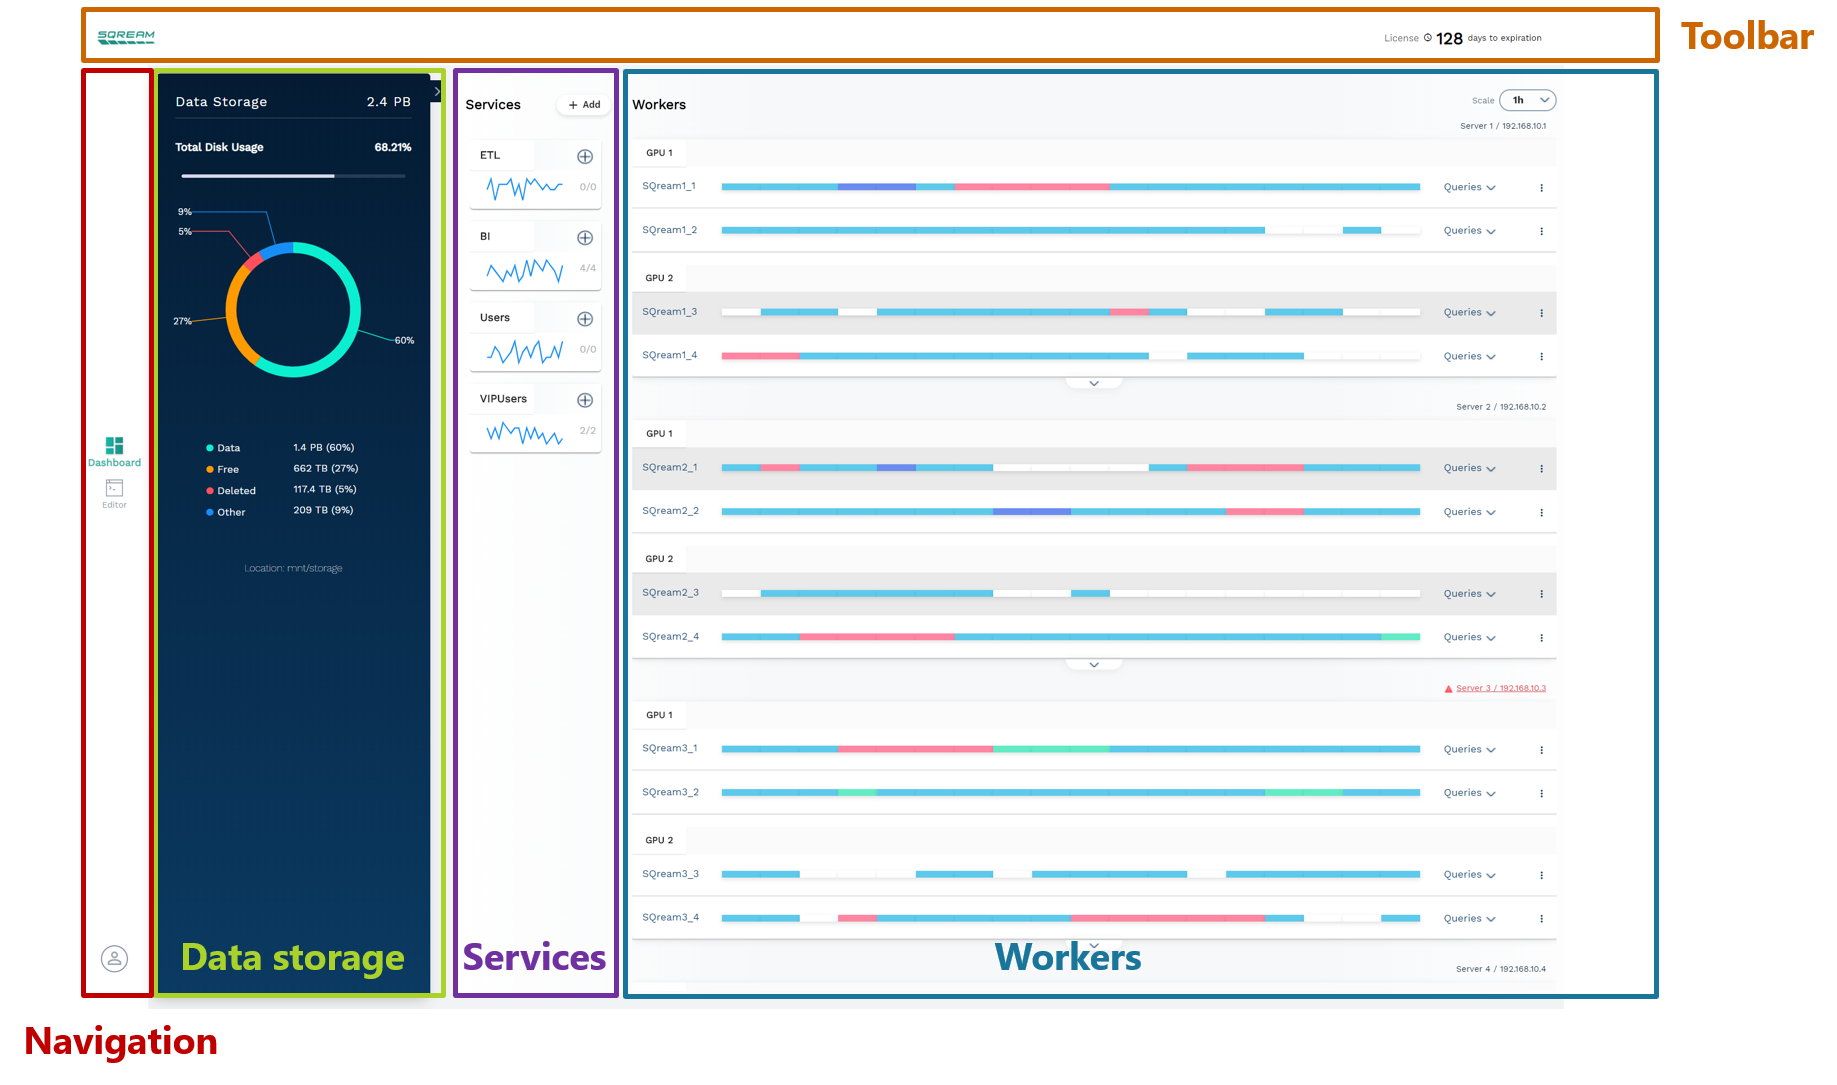 SQREAM
License 128 days to expiration
Toolbar
Data Storage 2.4 PB
Total Disk Usage 68.21%
9%
5%
27%
60%
Data 1.4 PB (60%)
Free 662 TB (27%)
Deleted 117.4 TB (5%)
Other 209 TB (9%)
Location: mnt/storage
Dashboard
Editor
Data storage
Navigation
Services + Add
ETL
0/0
BI
4/4
Users
0/0
VIPUsers
2/2
Services
Workers
Scale 1h
Server 1 / 192.168.10.1
GPU 1
SQream1_1 Queries
SQream1_2 Queries
GPU 2
SQream1_3 Queries
SQream1_4 Queries
Server 2 / 192.168.10.2
GPU 1
SQream2_1 Queries
SQream2_2 Queries
GPU 2
SQream2_3 Queries
SQream2_4 Queries
Server 3 / 192.168.10.3
GPU 1
SQream3_1 Queries
SQream3_2 Queries
GPU 2
SQream3_3 Queries
SQream3_4 Queries
Workers
Server 4 / 192.168.10.4